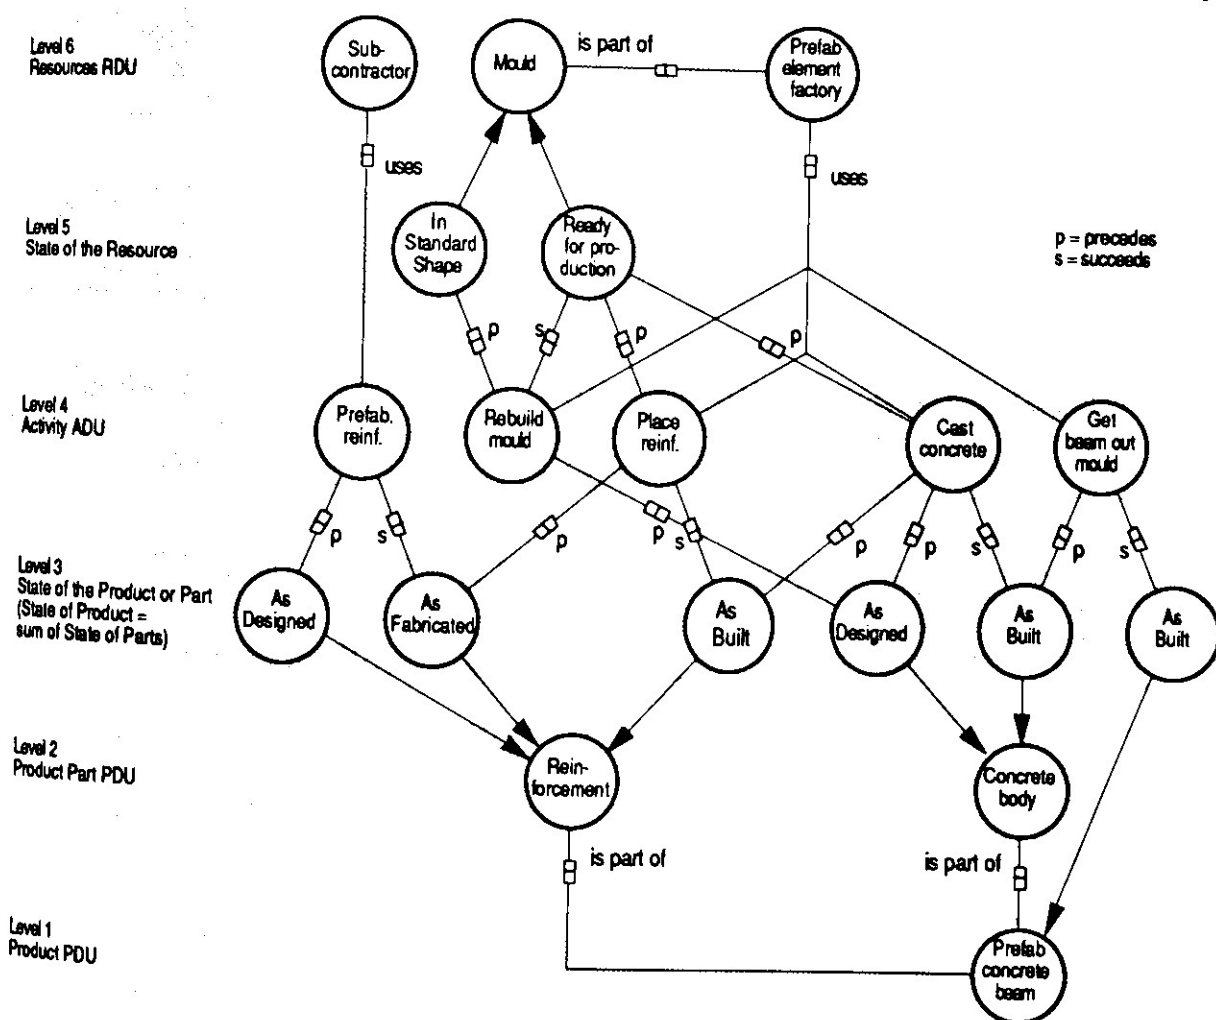 Level 6
Resources RDU
Sub-
contractor
Mould
is part of
Prefab
element
factory
uses
uses
Level 5
State of the Resource
In
Standard
Shape
Ready
for pro-
duction
p = precedes
s = succeeds
p
s
p
p
Level 4
Activity ADU
Prefab.
reinf.
Rebuild
mould
Place
reinf.
Cast
concrete
Get
beam out
mould
p
s
p
p
s
p
p
s
p
s
Level 3
State of the Product or Part
(State of Product =
sum of State of Parts)
As
Designed
As
Fabricated
As
Built
As
Designed
As
Built
As
Built
Level 2
Product Part PDU
Rein-
forcement
Concrete
body
is part of
is part of
Level 1
Product PDU
Prefab
concrete
beam